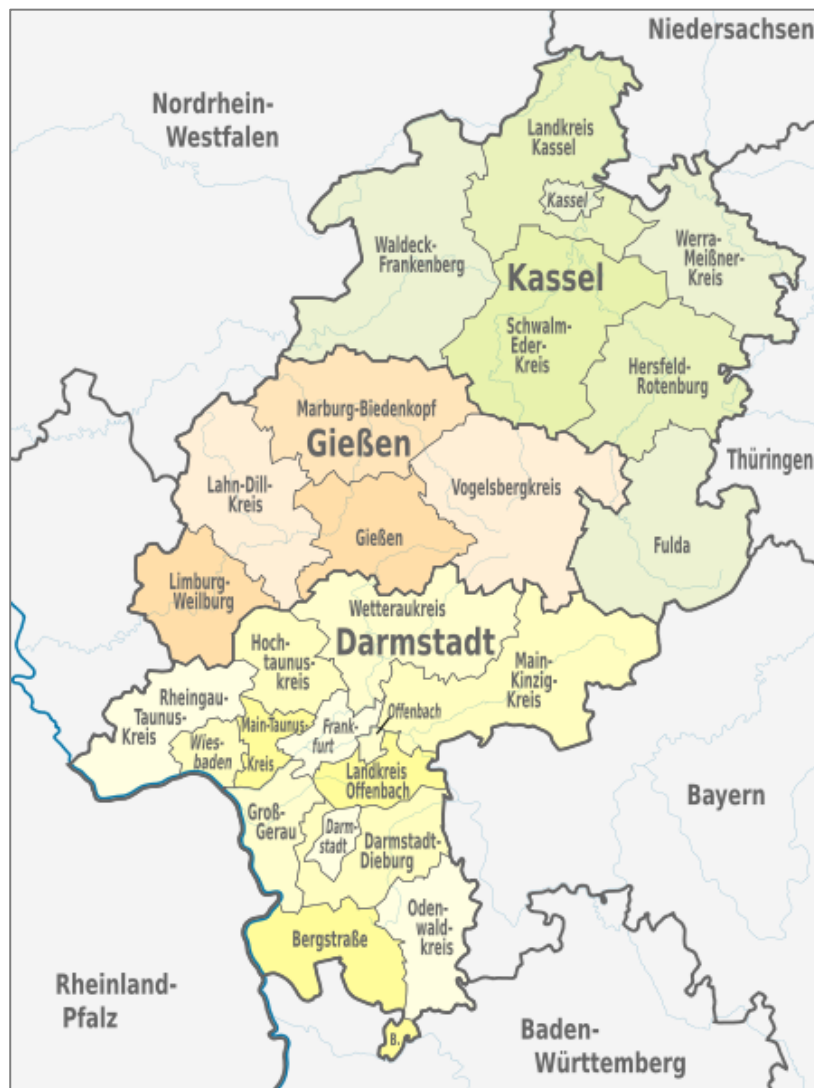 Niedersachsen
Nordrhein-
Westfalen
Landkreis
Kassel
Kassel
Waldeck-
Frankenberg
Werra-
Meißner-
Kreis
Kassel
Schwalm-
Eder-
Kreis
Hersfeld-
Rotenburg
Marburg-Biedenkopf
Gießen
Thüringen
Lahn-Dill-
Kreis
Vogelsbergkreis
Gießen
Fulda
Limburg-
Weilburg
Wetteraukreis
Darmstadt
Hoch-
taunus-
kreis
Main-
Kinzig-
Kreis
Rheingau-
Taunus-
Kreis
Offenbach
Main-Taunus-
Kreis
Frank-
furt
Wies-
baden
Landkreis
Offenbach
Bayern
Groß-
Gerau
Darm-
stadt
Darmstadt-
Dieburg
Oden-
wald-
kreis
Bergstraße
Rheinland-
Pfalz
B.
Baden-
Württemberg